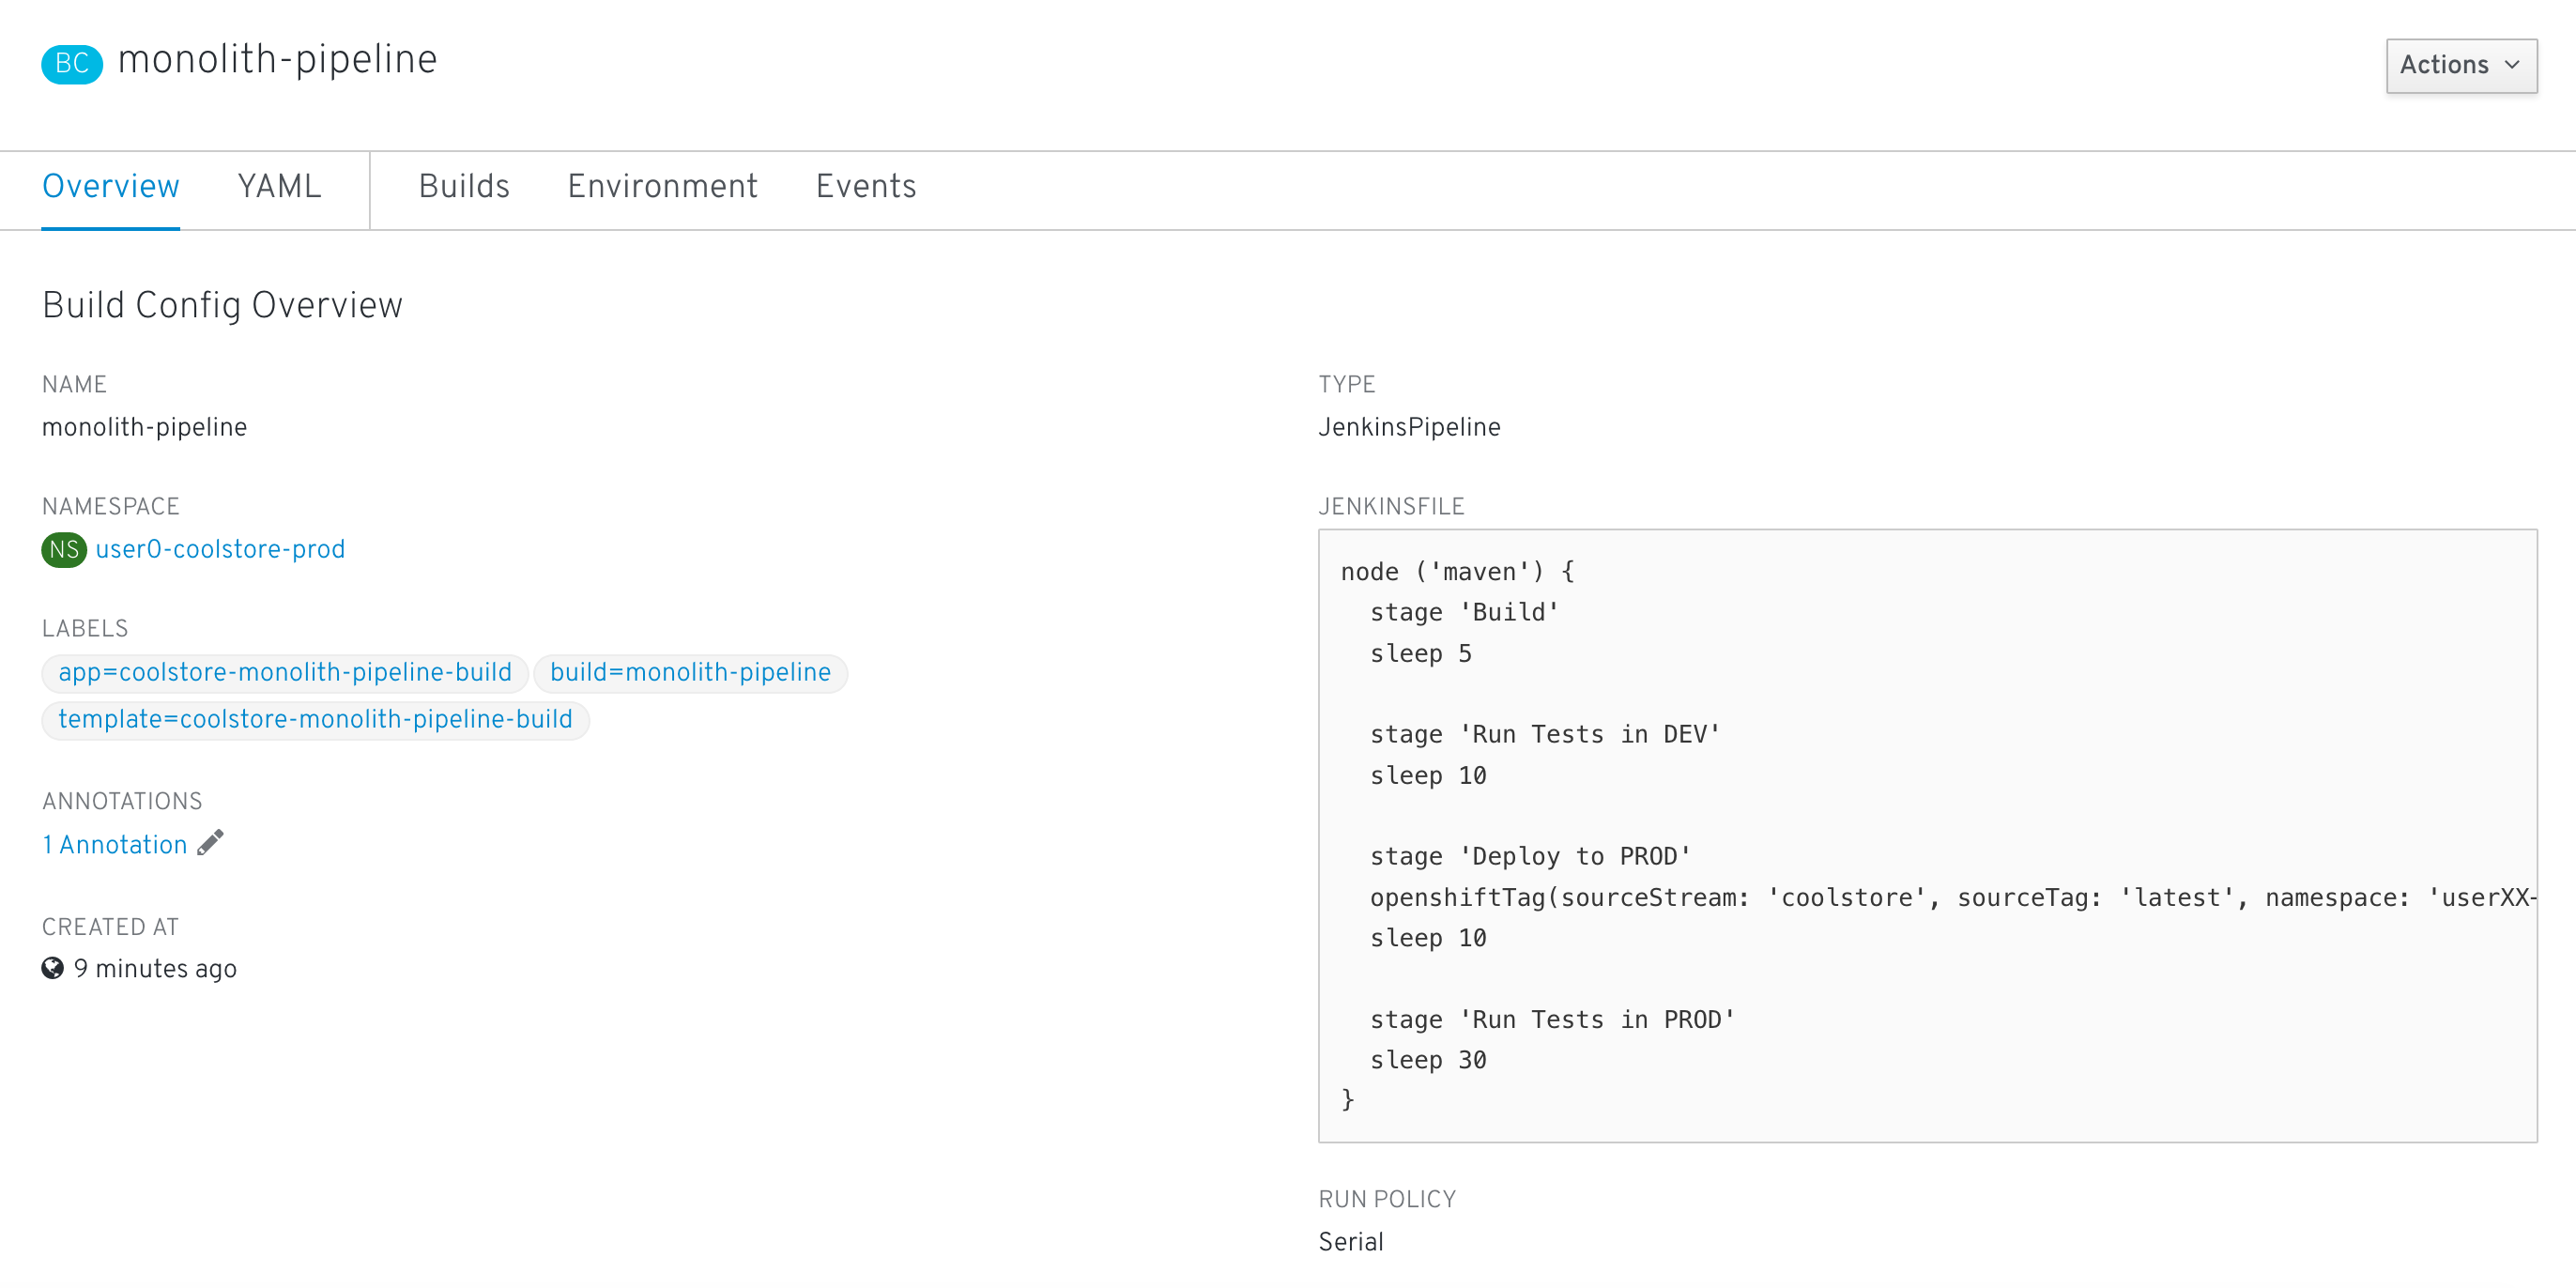 BC monolith-pipeline
Actions
Overview YAML Builds Environment Events
Build Config Overview
NAME
monolith-pipeline
NAMESPACE
NS user0-coolstore-prod
LABELS
app=coolstore-monolith-pipeline-build build=monolith-pipeline
template=coolstore-monolith-pipeline-build
ANNOTATIONS
1 Annotation
CREATED AT
9 minutes ago
TYPE
JenkinsPipeline
JENKINSFILE
node ('maven') {
  stage 'Build'
  sleep 5
  stage 'Run Tests in DEV'
  sleep 10
  stage 'Deploy to PROD'
  openshiftTag(sourceStream: 'coolstore', sourceTag: 'latest', namespace: 'userXX-
  sleep 10
  stage 'Run Tests in PROD'
  sleep 30
}
RUN POLICY
Serial